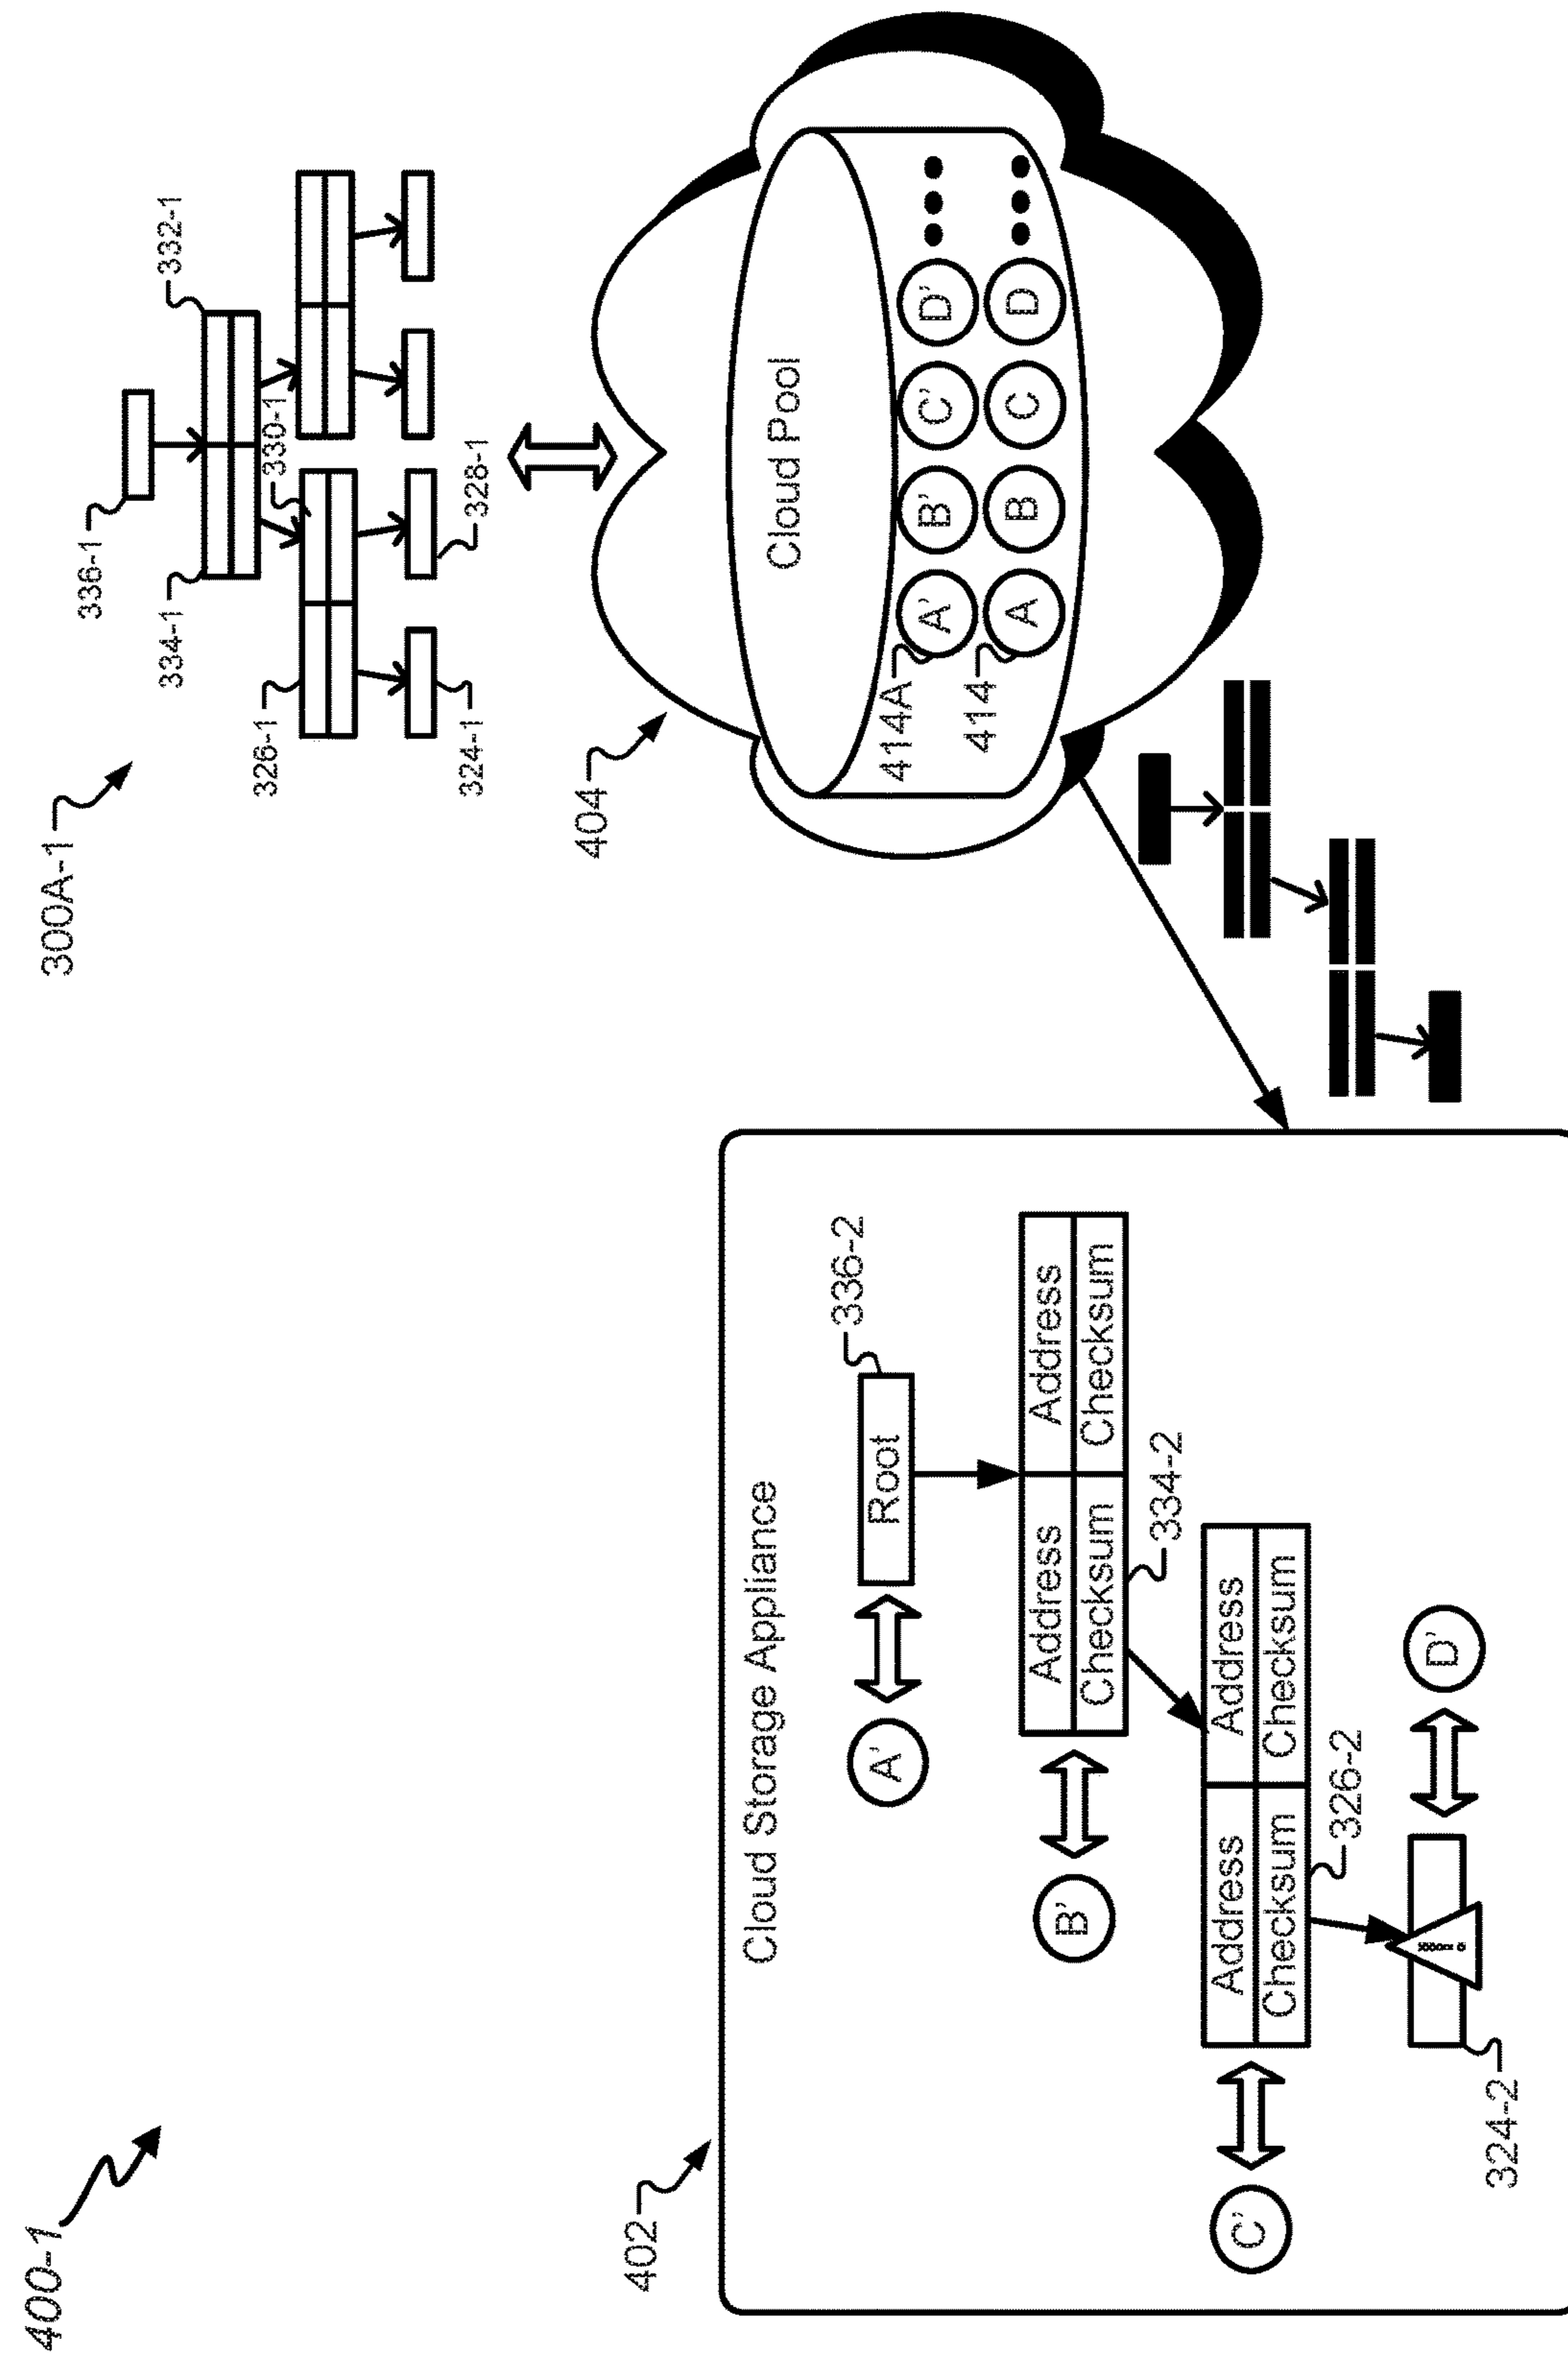 400-1
300A-1
336-1
334-1
332-1
326-1
330-1
324-1
328-1
404
Cloud Pool
414A
A'
B'
C'
D'
414
A
B
C
D
402
Cloud Storage Appliance
A'
Root
336-2
B'
Address
Address
Checksum
Checksum
334-2
C'
Address
Address
Checksum
Checksum
326-2
324-2
D'